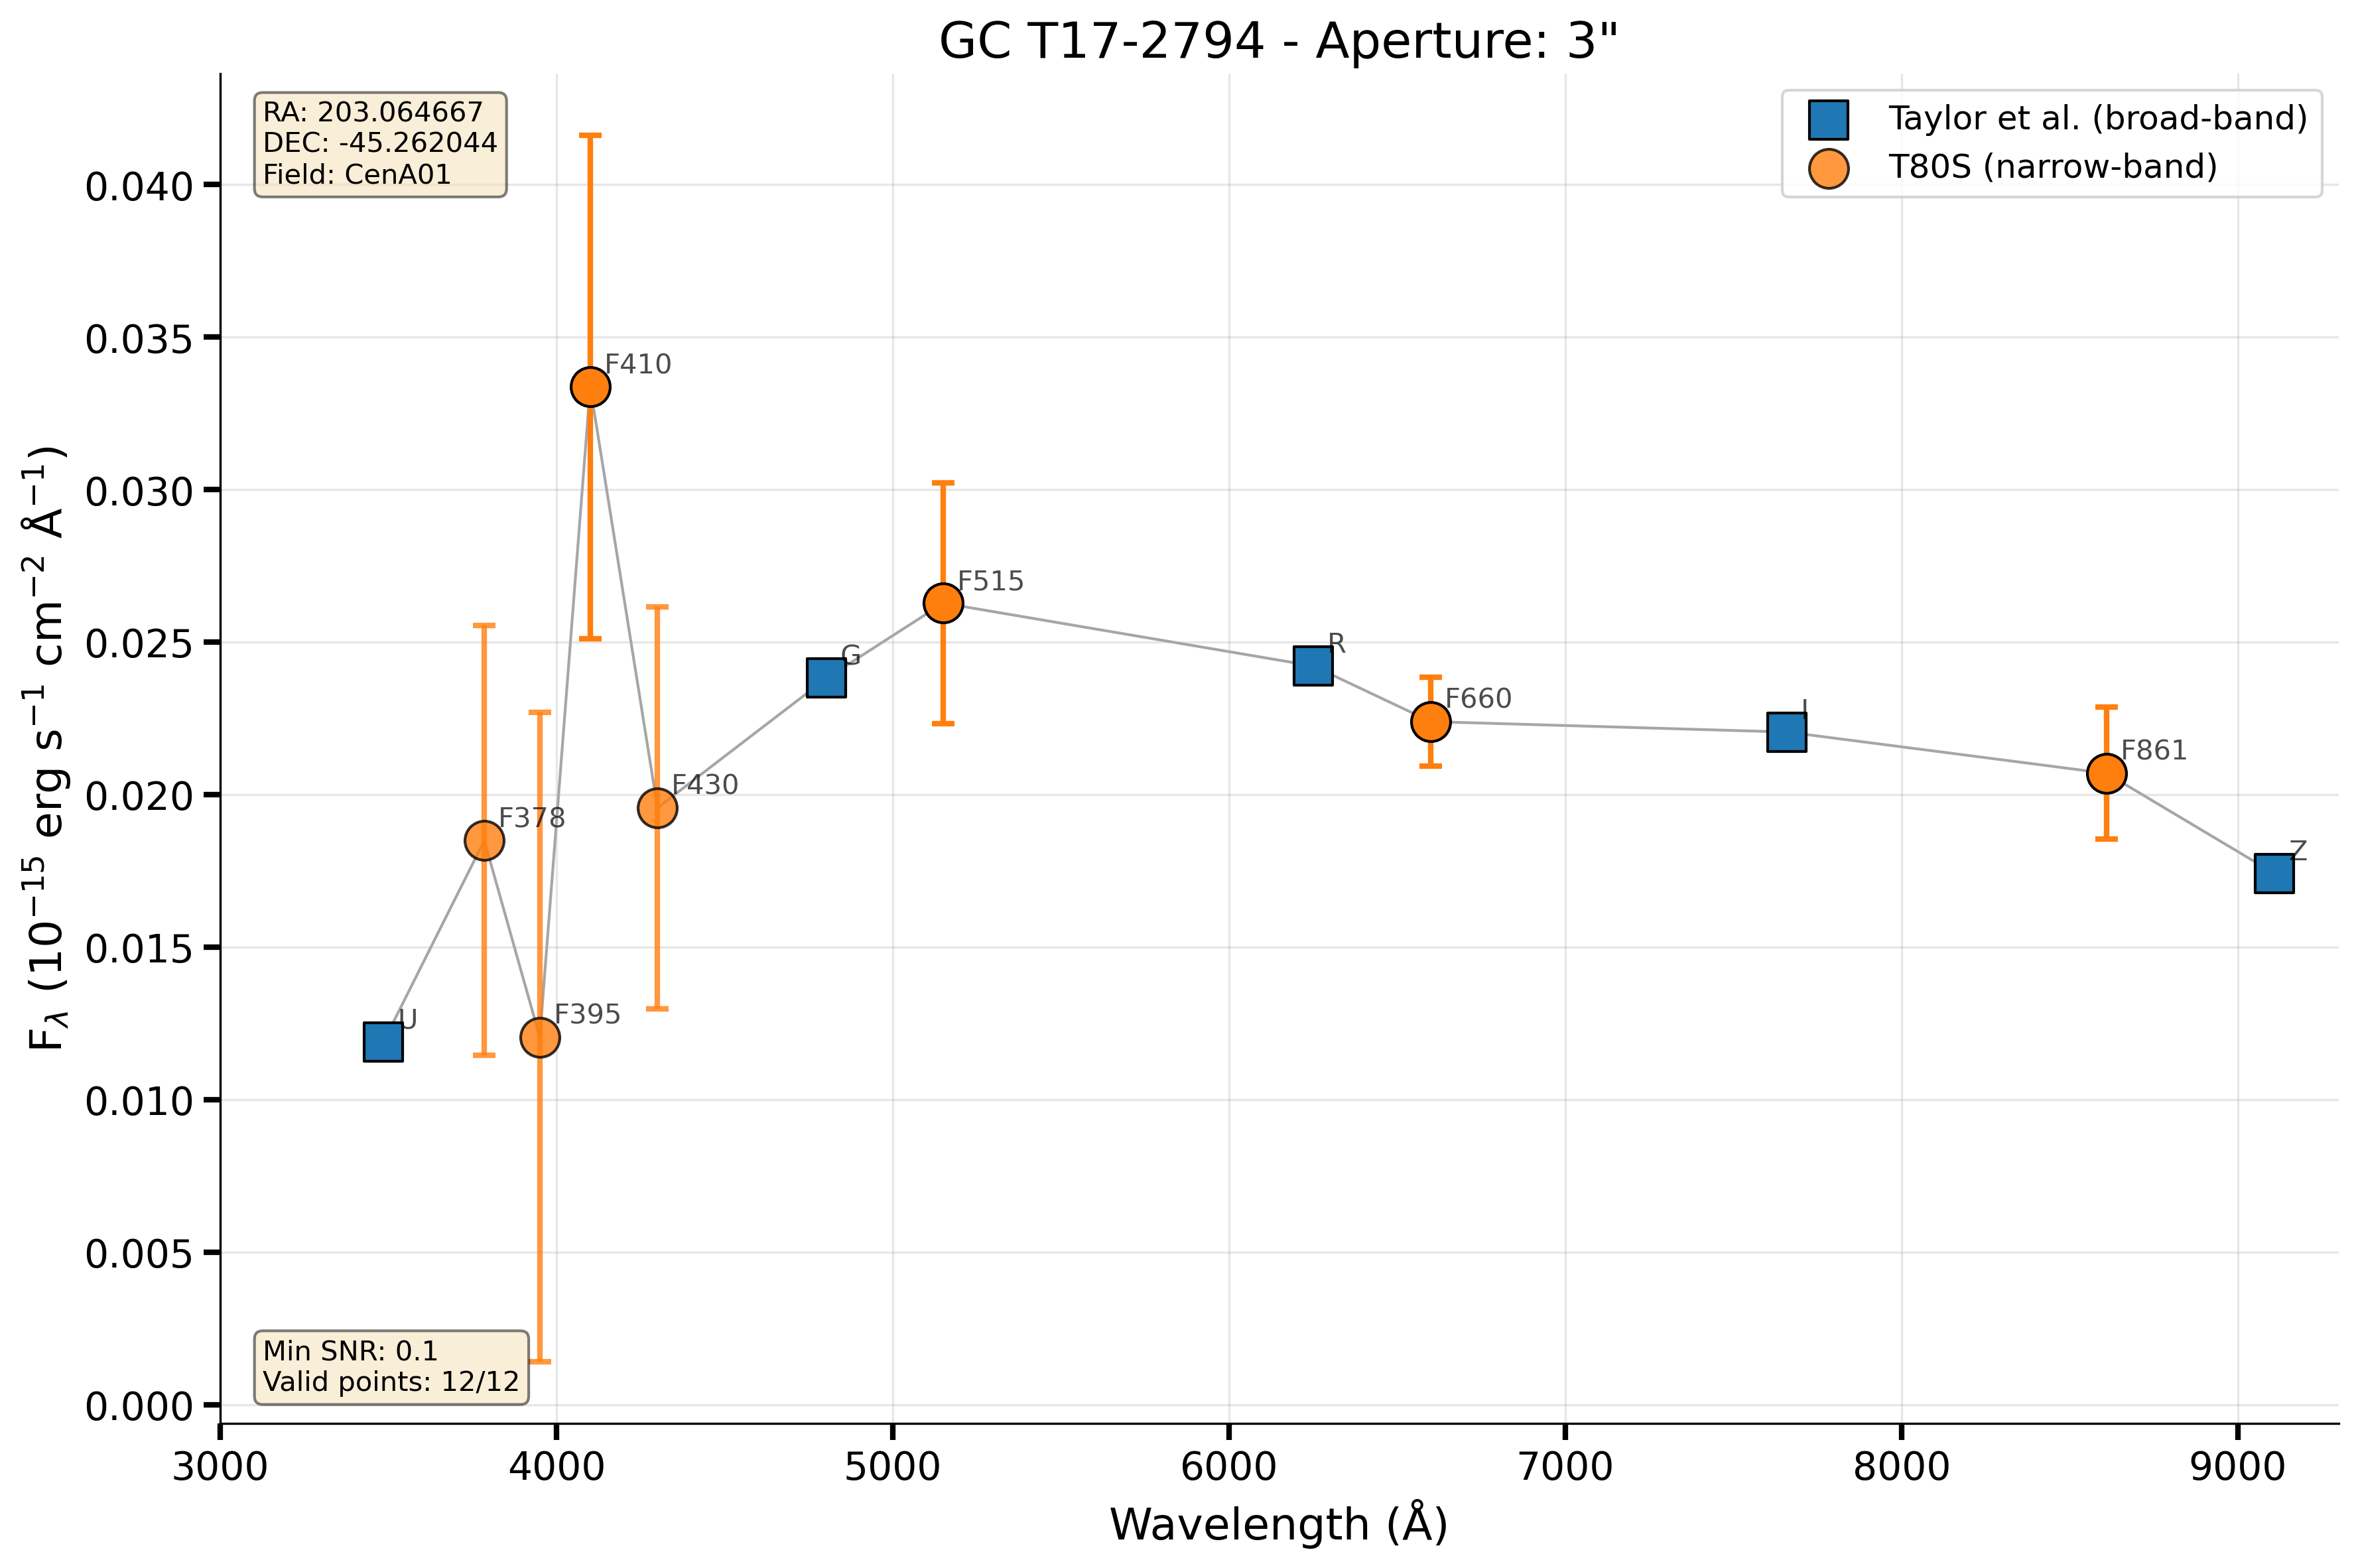 GC T17-2794 - Aperture: 3"
RA: 203.064667
DEC: -45.262044
Field: CenA01
Taylor et al. (broad-band)
T80S (narrow-band)
0.040
0.035
0.030
0.025
0.020
0.015
0.010
0.005
0.000
F_λ (10⁻¹⁵ erg s⁻¹ cm⁻² Å⁻¹)
U
F378
F395
F410
F430
G
F515
R
F660
I
F861
Z
Min SNR: 0.1
Valid points: 12/12
3000 4000 5000 6000 7000 8000 9000
Wavelength (Å)